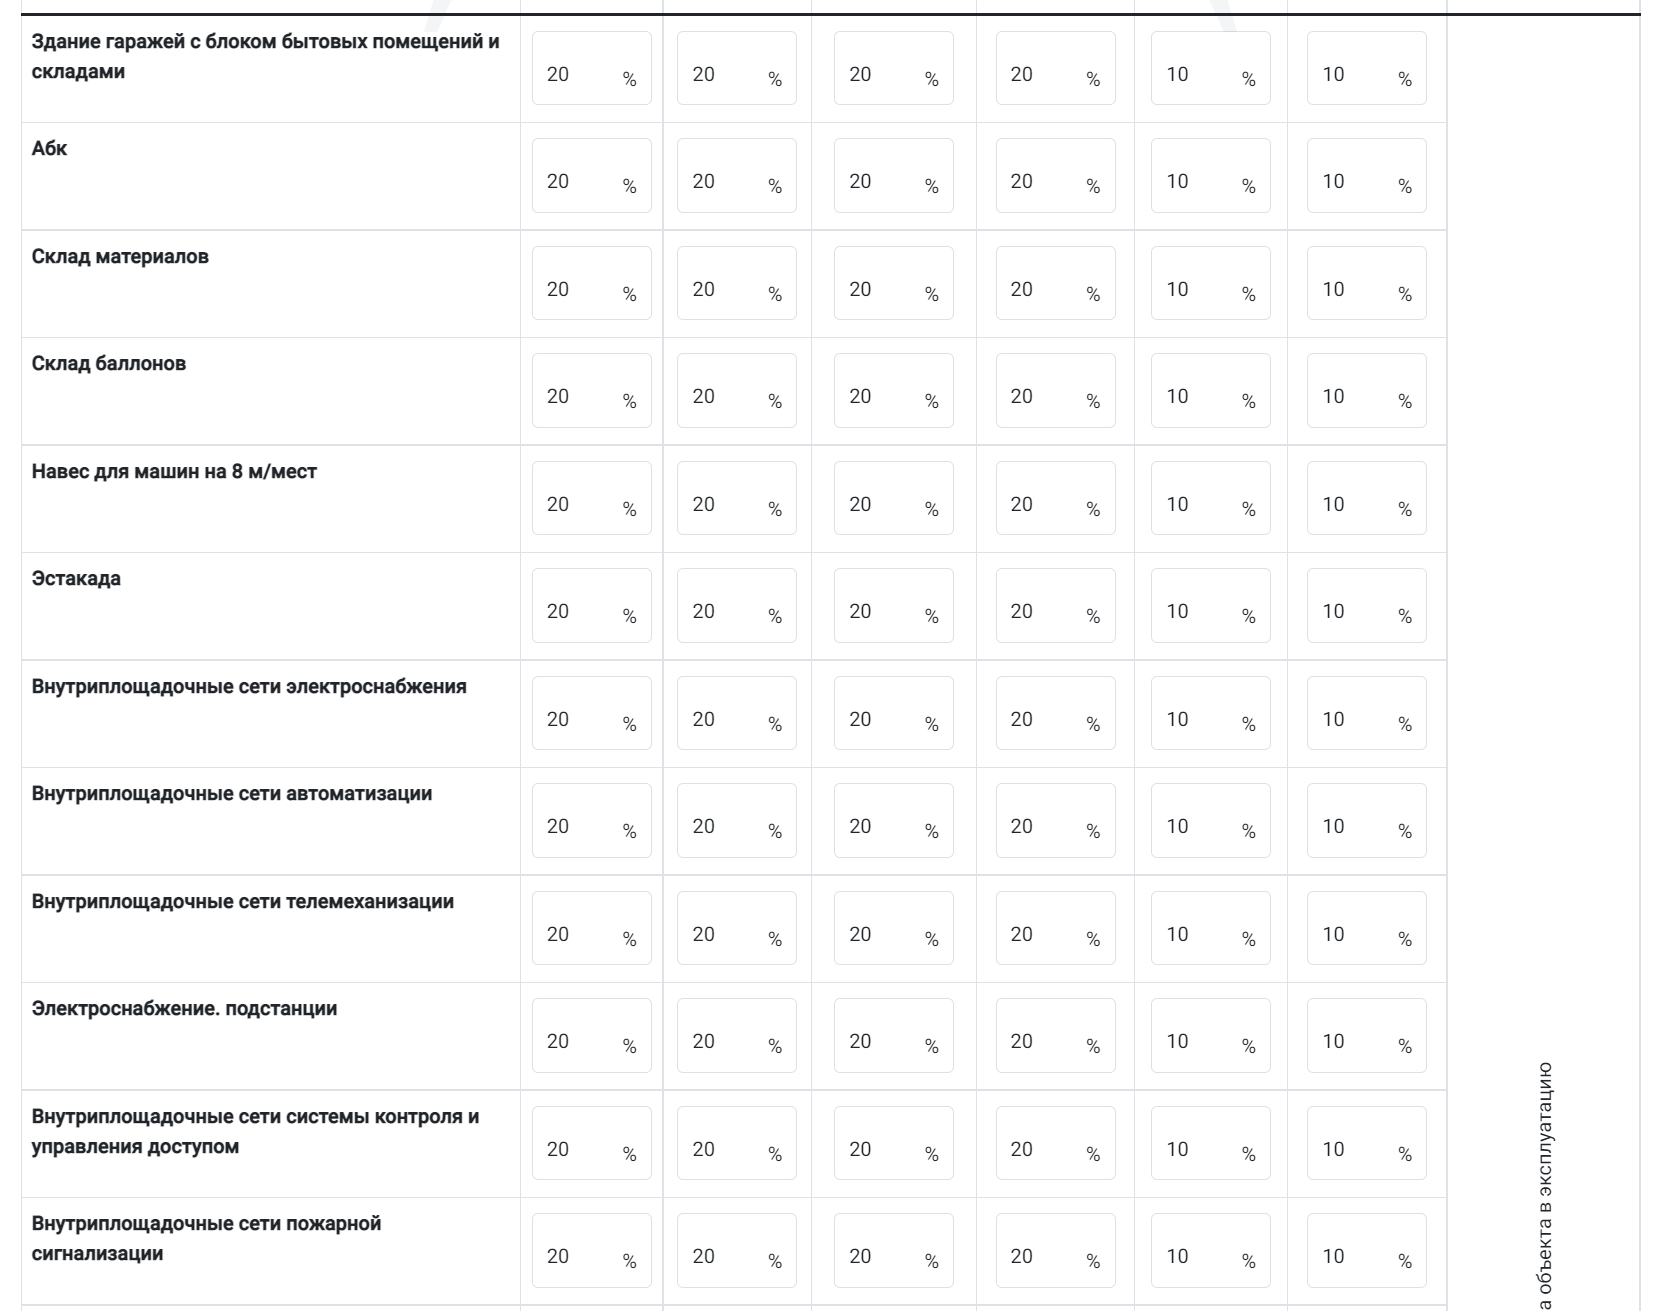 Здание гаражей с блоком бытовых помещений и
складами
20 % 20 % 20 % 20 % 10 % 10 %
Абк
20 % 20 % 20 % 20 % 10 % 10 %
Склад материалов
20 % 20 % 20 % 20 % 10 % 10 %
Склад баллонов
20 % 20 % 20 % 20 % 10 % 10 %
Навес для машин на 8 м/мест
20 % 20 % 20 % 20 % 10 % 10 %
Эстакада
20 % 20 % 20 % 20 % 10 % 10 %
Внутриплощадочные сети электроснабжения
20 % 20 % 20 % 20 % 10 % 10 %
Внутриплощадочные сети автоматизации
20 % 20 % 20 % 20 % 10 % 10 %
Внутриплощадочные сети телемеханизации
20 % 20 % 20 % 20 % 10 % 10 %
Электроснабжение. подстанции
20 % 20 % 20 % 20 % 10 % 10 %
Внутриплощадочные сети системы контроля и
управления доступом
20 % 20 % 20 % 20 % 10 % 10 %
Внутриплощадочные сети пожарной
сигнализации
20 % 20 % 20 % 20 % 10 % 10 %
а объекта в эксплуатацию